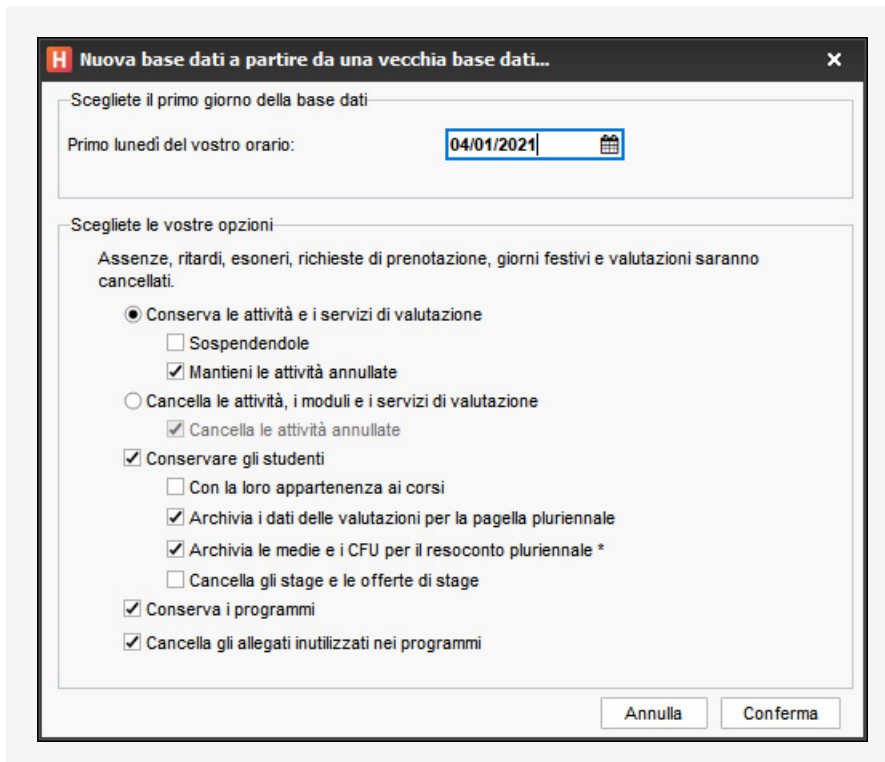 H Nuova base dati a partire da una vecchia base dati...
Scegliete il primo giorno della base dati
Primo lunedì del vostro orario: 04/01/2021
Scegliete le vostre opzioni
Assenze, ritardi, esoneri, richieste di prenotazione, giorni festivi e valutazioni saranno
cancellati.
Conserva le attività e i servizi di valutazione
Sospendendole
Mantieni le attività annullate
Cancella le attività, i moduli e i servizi di valutazione
Cancella le attività annullate
Conservare gli studenti
Con la loro appartenenza ai corsi
Archivia i dati delle valutazioni per la pagella pluriennale
Archivia le medie e i CFU per il resoconto pluriennale *
Cancella gli stage e le offerte di stage
Conserva i programmi
Cancella gli allegati inutilizzati nei programmi
Annulla Conferma